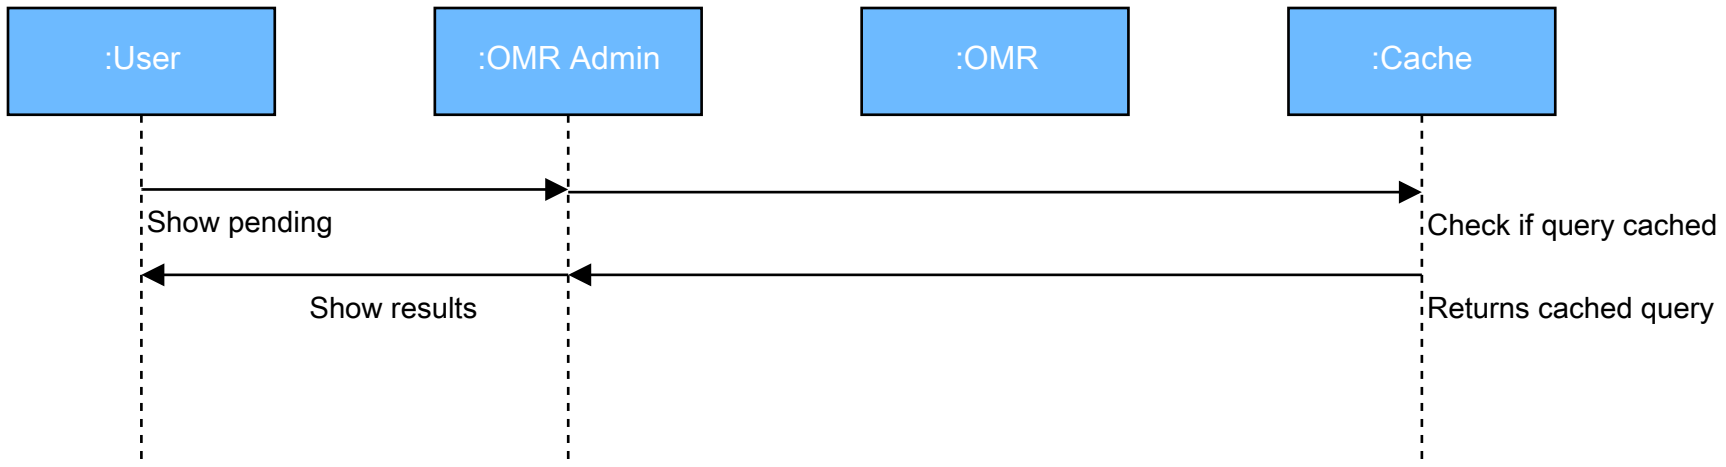 :User
:OMR Admin
:OMR
:Cache
Show pending
Check if query cached
Show results
Returns cached query